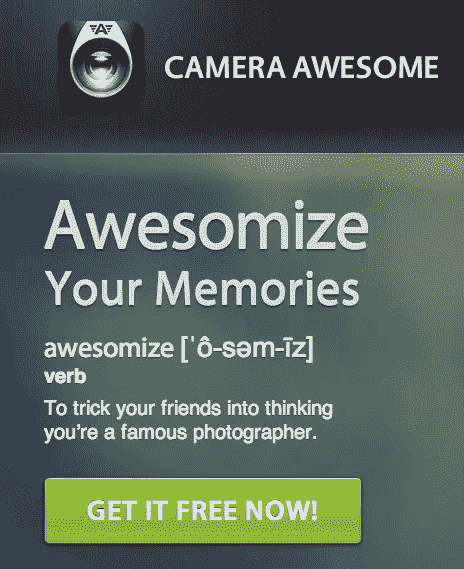 A
CAMERA AWESOME
Awesomize
Your Memories
awesomize [ˈô-səm-īz]
verb
To trick your friends into thinking
you're a famous photographer.
GET IT FREE NOW!